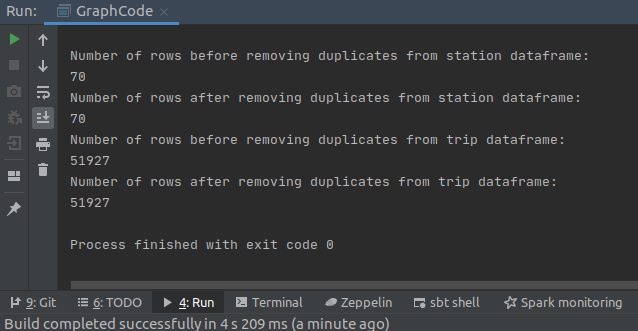 Run: GraphCode
Number of rows before removing duplicates from station dataframe:
70
Number of rows after removing duplicates from station dataframe:
70
Number of rows before removing duplicates from trip dataframe:
51927
Number of rows after removing duplicates from trip dataframe:
51927
Process finished with exit code 0
9: Git 6: TODO 4: Run Terminal Zeppelin sbt shell Spark monitoring
Build completed successfully in 4 s 209 ms (a minute ago)